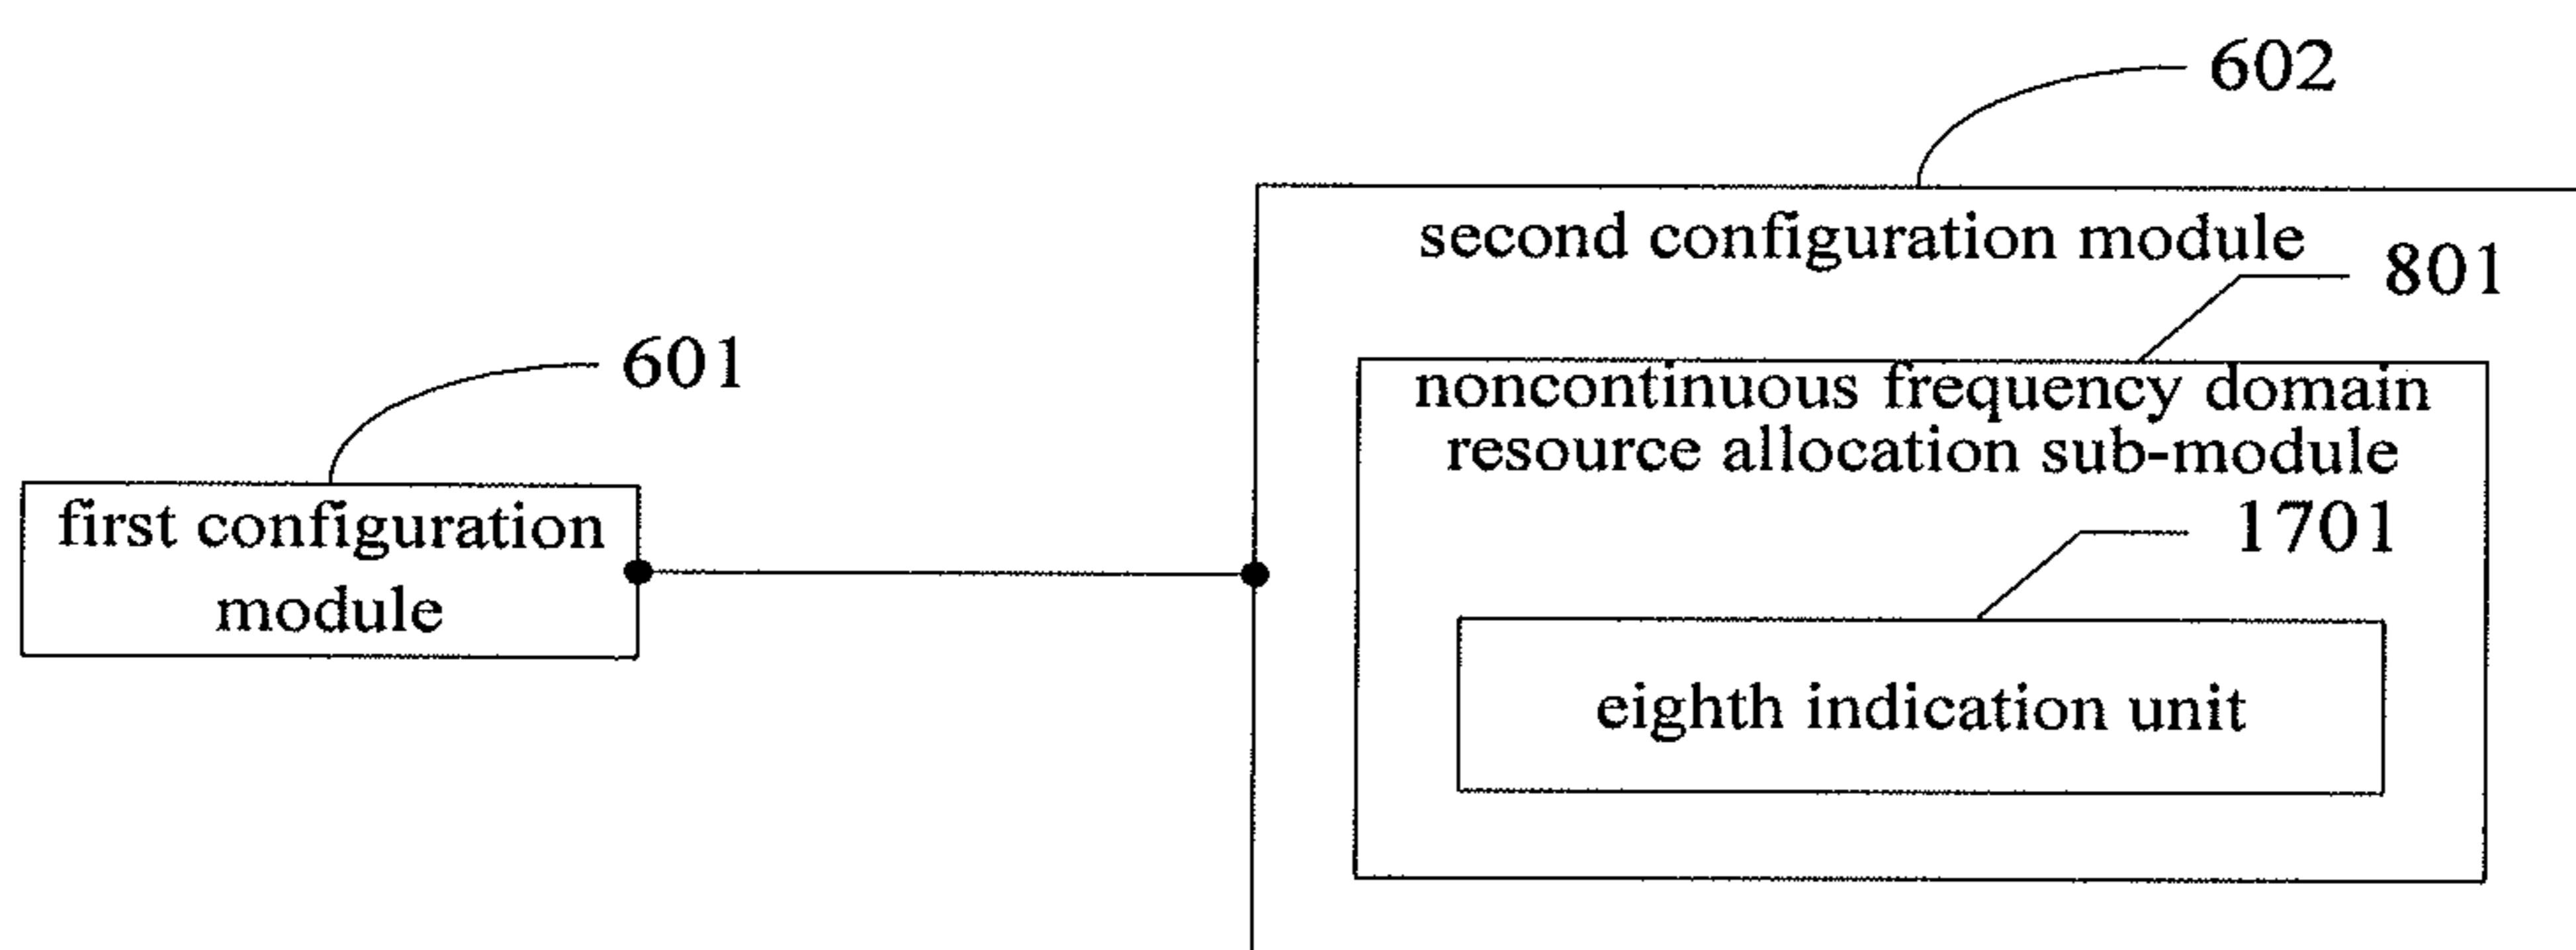 602
second configuration module
801
601
noncontinuous frequency domain
resource allocation sub-module
first configuration
module
1701
eighth indication unit